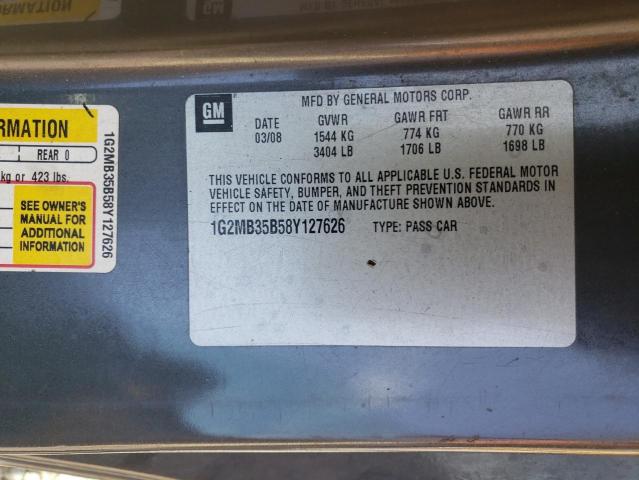 RMATION
REAR 0
kg or 423 lbs.
SEE OWNER'S
MANUAL FOR
ADDITIONAL
INFORMATION
1G2MB35B58Y127626
GM
MFD BY GENERAL MOTORS CORP.
DATE GVWR GAWR FRT GAWR RR
03/08 1544 KG 774 KG 770 KG
3404 LB 1706 LB 1698 LB
THIS VEHICLE CONFORMS TO ALL APPLICABLE U.S. FEDERAL MOTOR
VEHICLE SAFETY, BUMPER, AND THEFT PREVENTION STANDARDS IN
EFFECT ON THE DATE OF MANUFACTURE SHOWN ABOVE.
1G2MB35B58Y127626 TYPE: PASS CAR